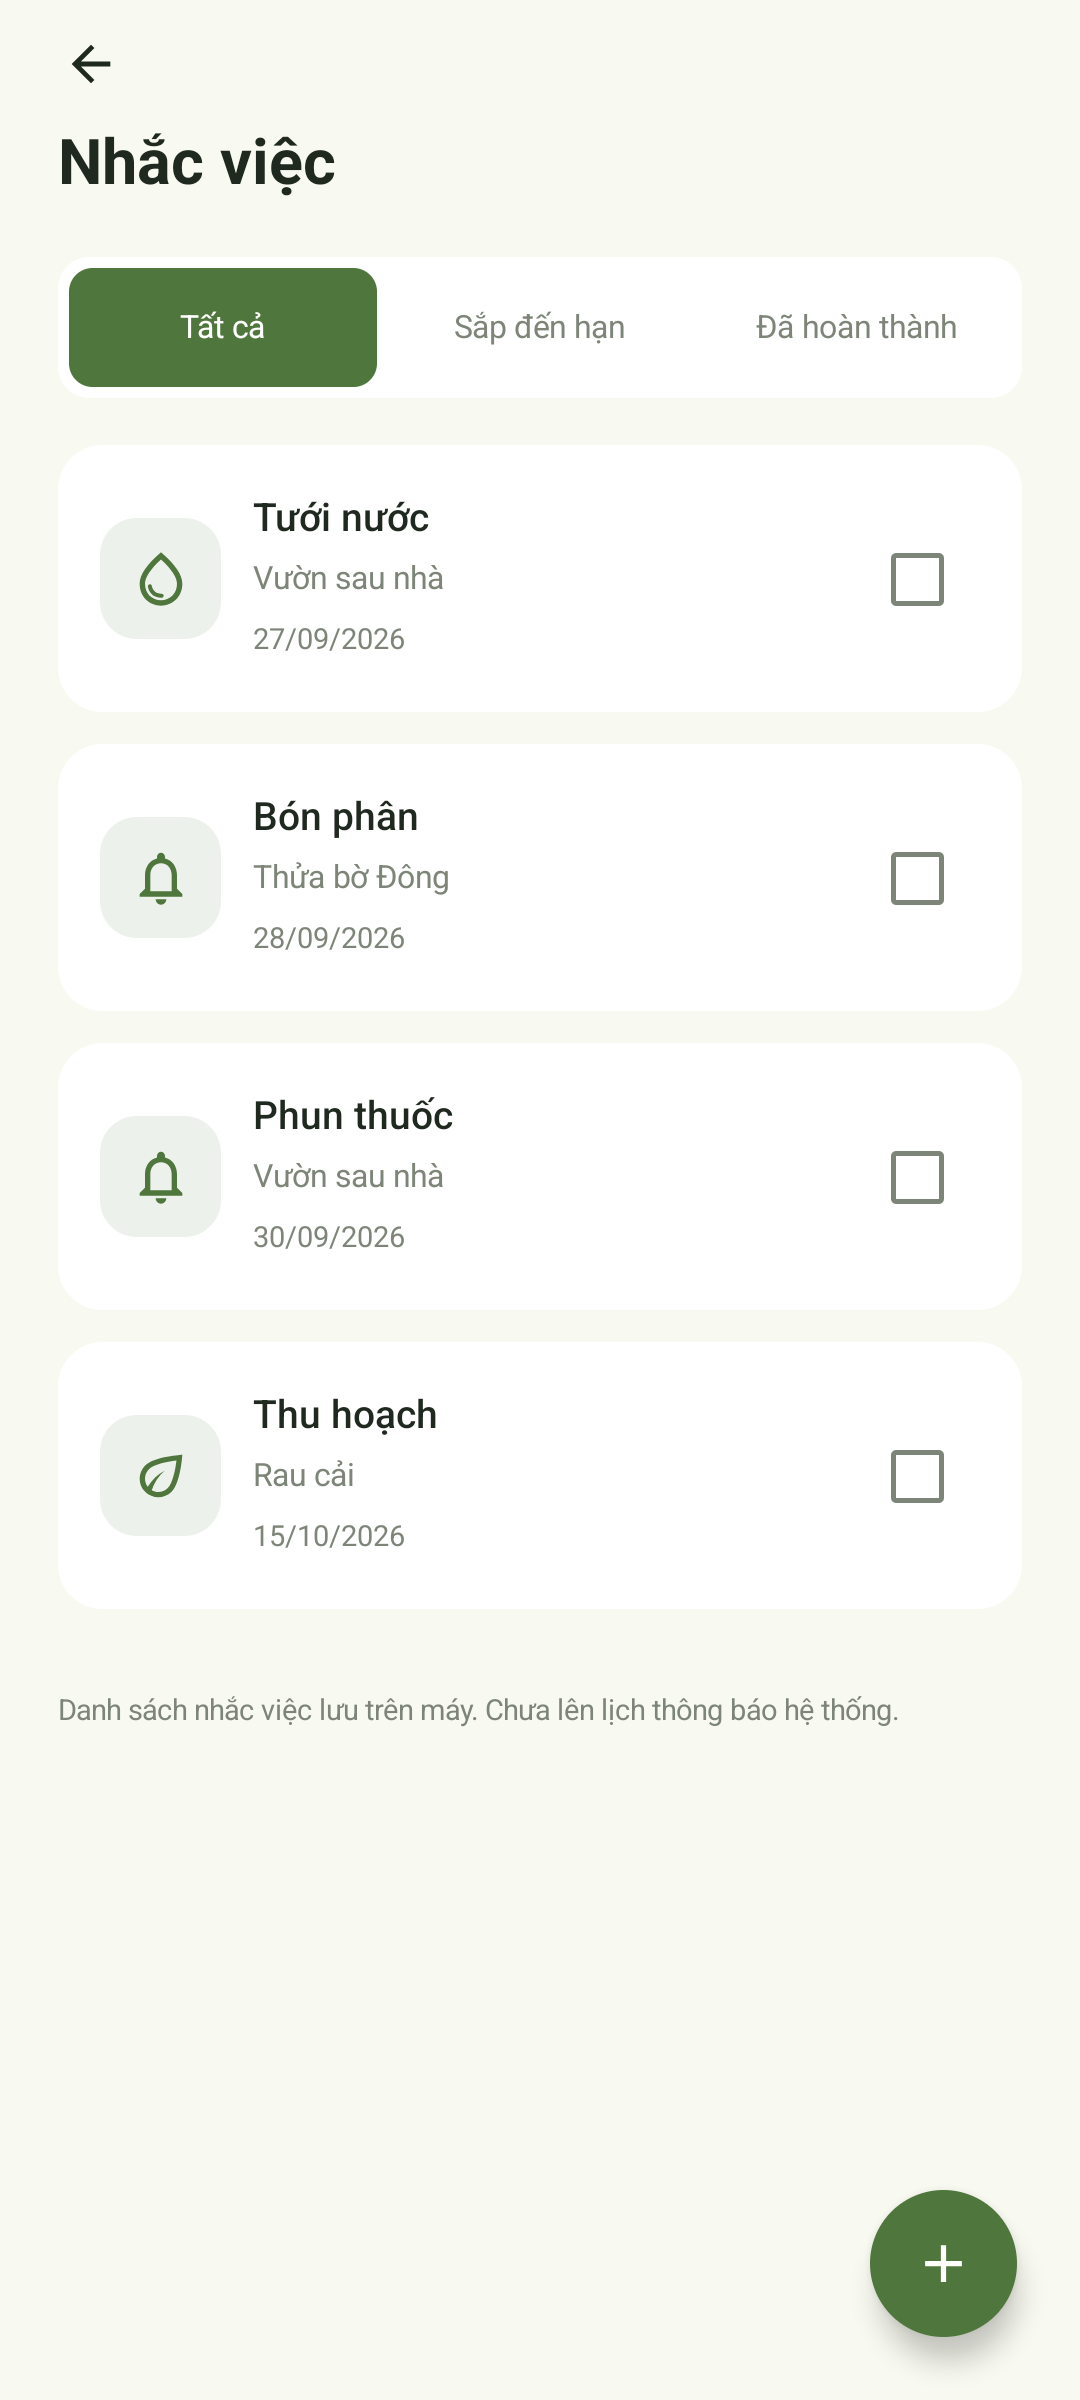 Nhắc việc
Tất cả
Sắp đến hạn
Đã hoàn thành
Tưới nước
Vườn sau nhà
27/09/2026
Bón phân
Thửa bờ Đông
28/09/2026
Phun thuốc
Vườn sau nhà
30/09/2026
Thu hoạch
Rau cải
15/10/2026
Danh sách nhắc việc lưu trên máy. Chưa lên lịch thông báo hệ thống.